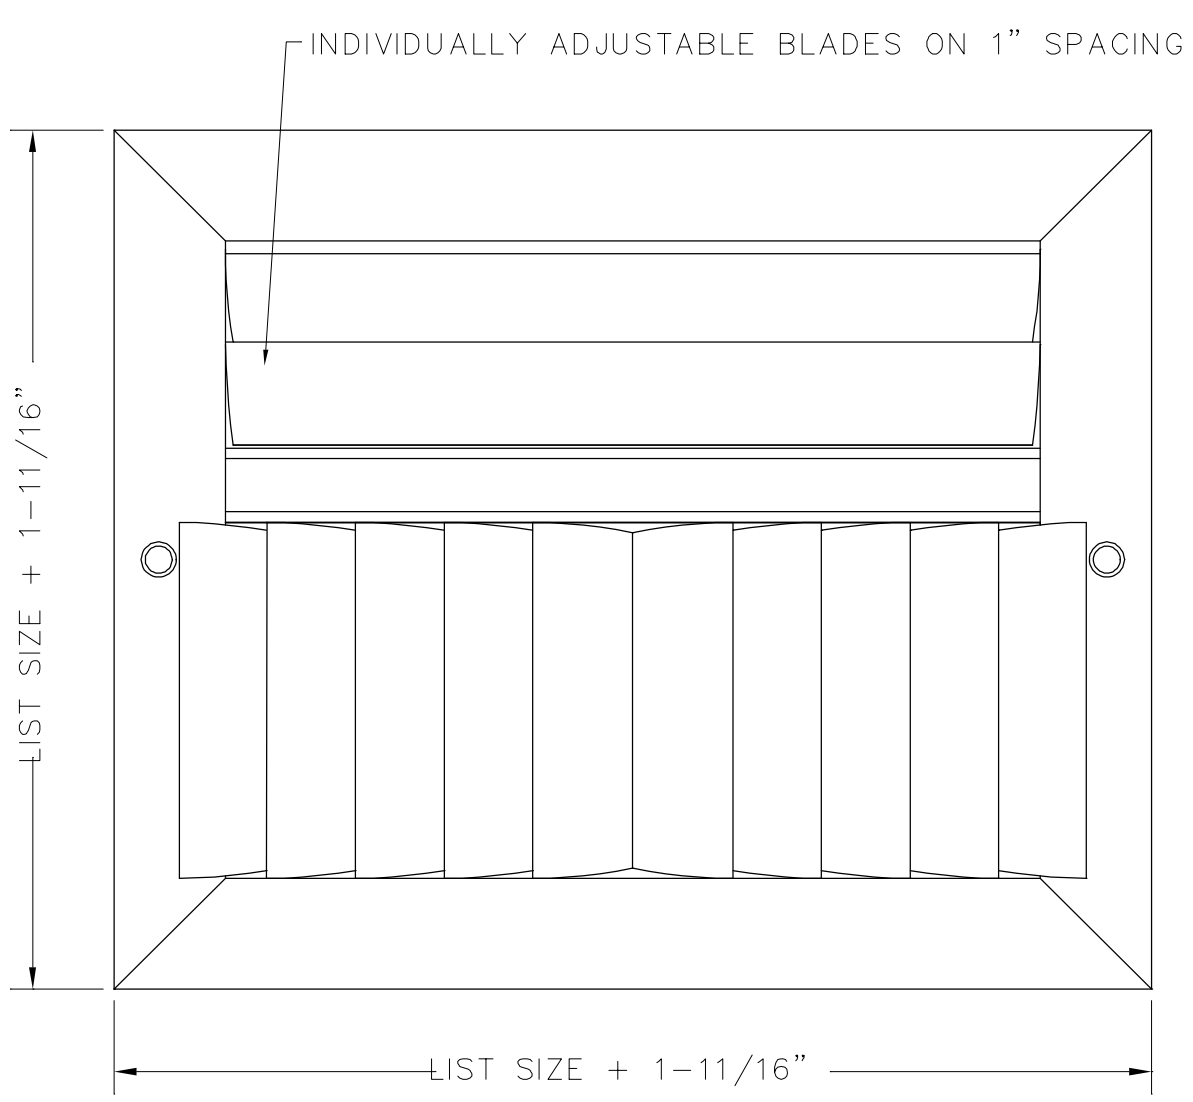 INDIVIDUALLY ADJUSTABLE BLADES ON 1" SPACING
LIST SIZE + 1-11/16"
LIST SIZE + 1-11/16"